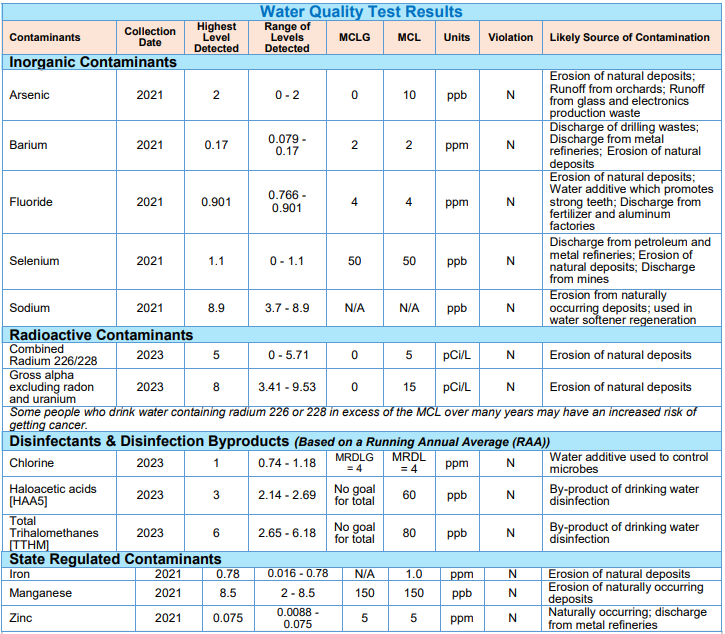 Water Quality Test Results
Contaminants Collection Date Highest Level Detected Range of Levels Detected MCLG MCL Units Violation Likely Source of Contamination
Inorganic Contaminants
Arsenic 2021 2 0 - 2 0 10 ppb N Erosion of natural deposits; Runoff from orchards; Runoff from glass and electronics production waste
Barium 2021 0.17 0.079 - 0.17 2 2 ppm N Discharge of drilling wastes; Discharge from metal refineries; Erosion of natural deposits
Fluoride 2021 0.901 0.766 - 0.901 4 4 ppm N Erosion of natural deposits; Water additive which promotes strong teeth; Discharge from fertilizer and aluminum factories
Selenium 2021 1.1 0 - 1.1 50 50 ppb N Discharge from petroleum and metal refineries; Erosion of natural deposits; Discharge from mines
Sodium 2021 8.9 3.7 - 8.9 N/A N/A ppb N Erosion from naturally occurring deposits; used in water softener regeneration
Radioactive Contaminants
Combined Radium 226/228 2023 5 0 - 5.71 0 5 pCi/L N Erosion of natural deposits
Gross alpha excluding radon and uranium 2023 8 3.41 - 9.53 0 15 pCi/L N Erosion of natural deposits
Some people who drink water containing radium 226 or 228 in excess of the MCL over many years may have an increased risk of
getting cancer.
Disinfectants & Disinfection Byproducts (Based on a Running Annual Average (RAA))
Chlorine 2023 1 0.74 - 1.18 MRDLG = 4 MRDL = 4 ppm N Water additive used to control microbes
Haloacetic acids [HAA5] 2023 3 2.14 - 2.69 No goal for total 60 ppb N By-product of drinking water disinfection
Total Trihalomethanes [TTHM] 2023 6 2.65 - 6.18 No goal for total 80 ppb N By-product of drinking water disinfection
State Regulated Contaminants
Iron 2021 0.78 0.016 - 0.78 N/A 1.0 ppm N Erosion of natural deposits
Manganese 2021 8.5 2 - 8.5 150 150 ppb N Erosion of naturally occurring deposits
Zinc 2021 0.075 0.0088 - 0.075 5 5 ppm N Naturally occurring; discharge from metal refineries